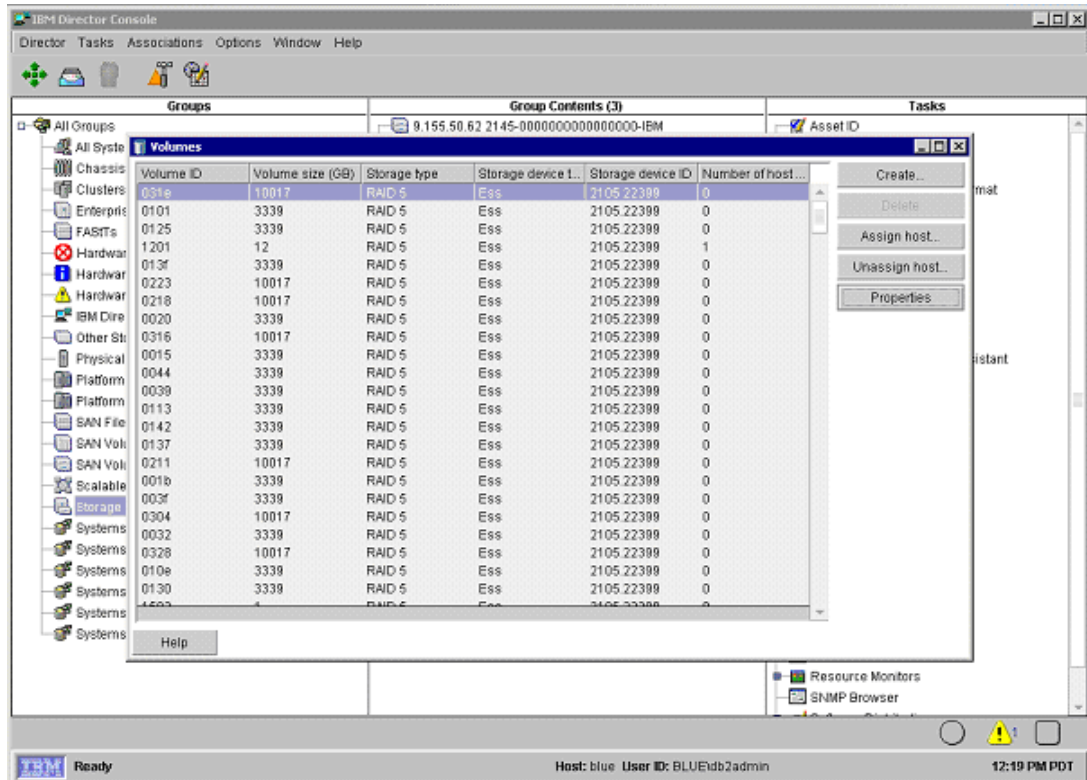 IBM Director Console
Director Tasks Associations Options Window Help
Groups Group Contents (3) Tasks
All Groups 9.155.50.62 2145-0000000000000000-IBM Asset ID
All Syste
Chassis
Clusters
Enterpris
FAStTs
Hardwar
Hardwar
Hardwar
IBM Dire
Other Sto
Physical
Platform
Platform
SAN File
SAN Volu
SAN Volu
Scalable
Storage
Systems
Systems
Systems
Systems
Systems
Systems
Volumes
Volume ID Volume size (GB) Storage type Storage device t... Storage device ID Number of host ...
031e 10017 RAID 5 Ess 2105.22399 0
0101 3339 RAID 5 Ess 2105.22399 0
0125 3339 RAID 5 Ess 2105.22399 0
1201 12 RAID 5 Ess 2105.22399 1
013f 3339 RAID 5 Ess 2105.22399 0
0223 10017 RAID 5 Ess 2105.22399 0
0218 10017 RAID 5 Ess 2105.22399 0
0020 3339 RAID 5 Ess 2105.22399 0
0316 10017 RAID 5 Ess 2105.22399 0
0015 3339 RAID 5 Ess 2105.22399 0
0044 3339 RAID 5 Ess 2105.22399 0
0039 3339 RAID 5 Ess 2105.22399 0
0113 3339 RAID 5 Ess 2105.22399 0
0142 3339 RAID 5 Ess 2105.22399 0
0137 3339 RAID 5 Ess 2105.22399 0
0211 10017 RAID 5 Ess 2105.22399 0
001b 3339 RAID 5 Ess 2105.22399 0
003f 3339 RAID 5 Ess 2105.22399 0
0304 10017 RAID 5 Ess 2105.22399 0
0032 3339 RAID 5 Ess 2105.22399 0
0328 10017 RAID 5 Ess 2105.22399 0
010e 3339 RAID 5 Ess 2105.22399 0
0130 3339 RAID 5 Ess 2105.22399 0
Create...
Delete
Assign host...
Unassign host...
Properties
Help
rmat
istant
Resource Monitors
SNMP Browser
1
IBM Ready Host: blue User ID: BLUE\db2admin 12:19 PM PDT